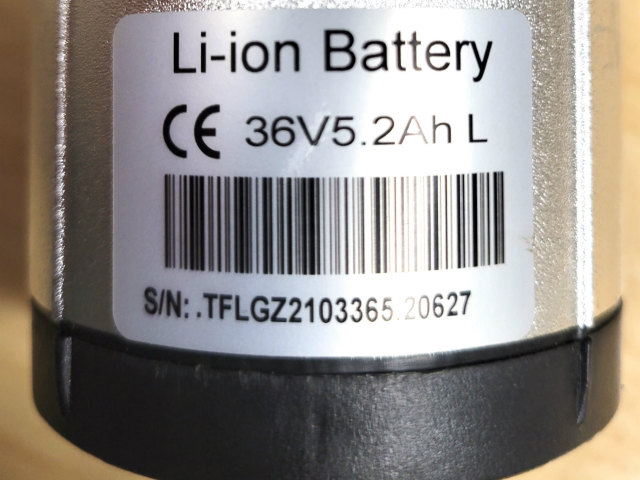 Li-ion Battery
CE 36V5.2Ah L
S/N: .TFLGZ2103365.20627